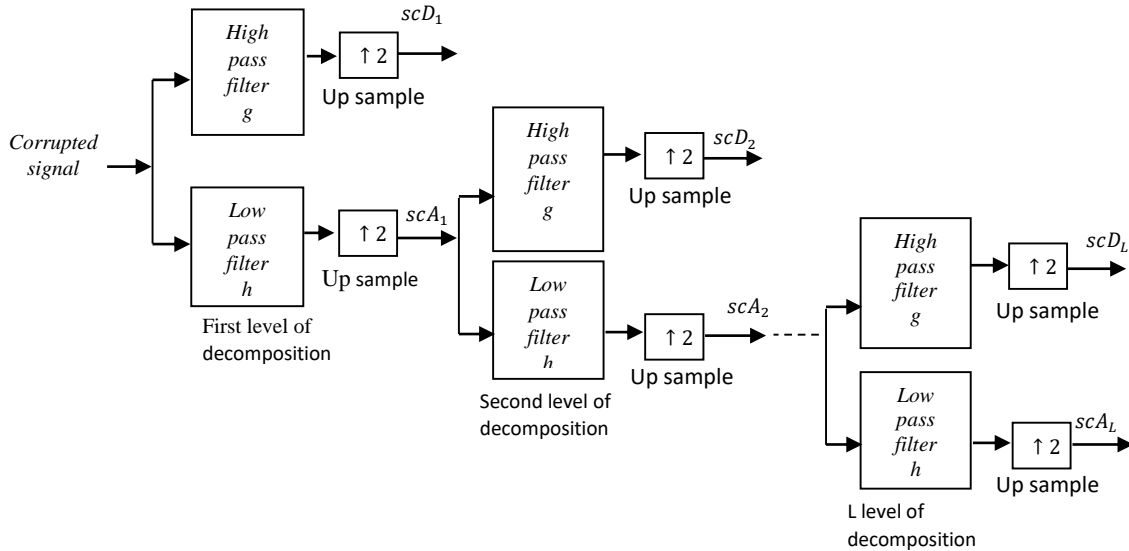 scD₁
High
pass
filter
g
↑ 2
Up sample
Corrupted
signal
Low
pass
filter
h
↑ 2
scA₁
Up sample
First level of
decomposition
High
pass
filter
g
↑ 2
scD₂
Up sample
Low
pass
filter
h
↑ 2
scA₂
Up sample
Second level of
decomposition
High
pass
filter
g
↑ 2
scD_L
Up sample
Low
pass
filter
h
↑ 2
scA_L
Up sample
L level of
decomposition